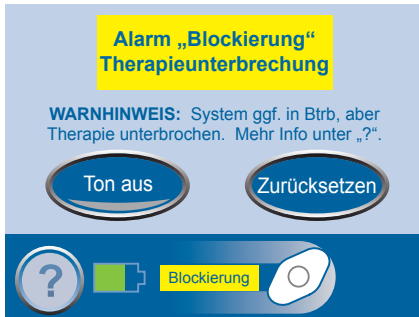 Alarm „Blockierung“
Therapieunterbrechung
WARNHINWEIS: System ggf. in Btrb, aber
Therapie unterbrochen. Mehr Info unter „?“.
Ton aus
Zurücksetzen
?
Blockierung